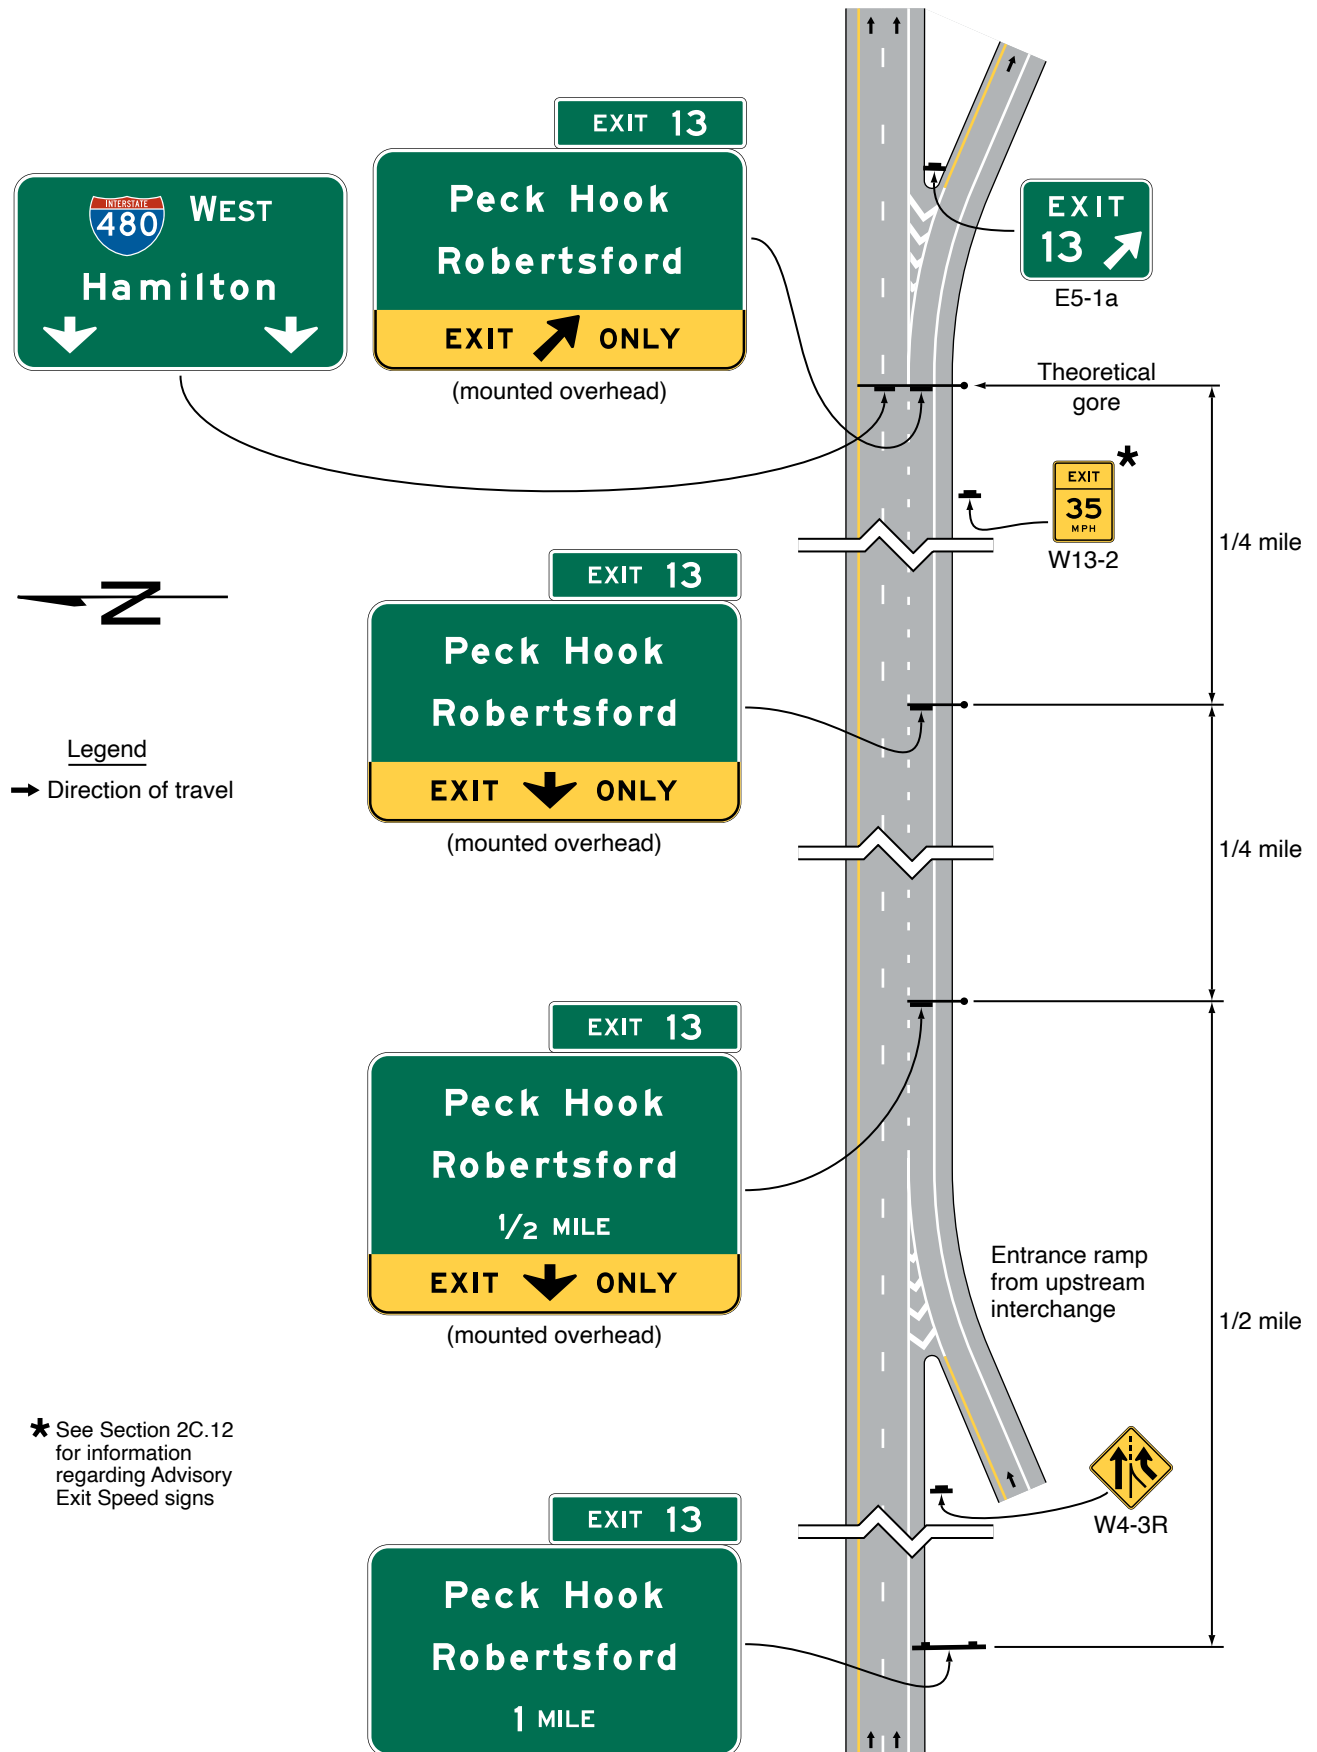 EXIT 13
Peck Hook
Robertsford
EXIT ONLY
(mounted overhead)
INTERSTATE
480 WEST
Hamilton
EXIT
13
E5-1a
Theoretical
gore
EXIT
35
MPH
*
W13-2
1/4 mile
EXIT 13
Peck Hook
Robertsford
EXIT ONLY
(mounted overhead)
N
Legend
Direction of travel
1/4 mile
EXIT 13
Peck Hook
Robertsford
1/2 MILE
EXIT ONLY
(mounted overhead)
Entrance ramp
from upstream
interchange
1/2 mile
* See Section 2C.12
for information
regarding Advisory
Exit Speed signs
W4-3R
EXIT 13
Peck Hook
Robertsford
1 MILE